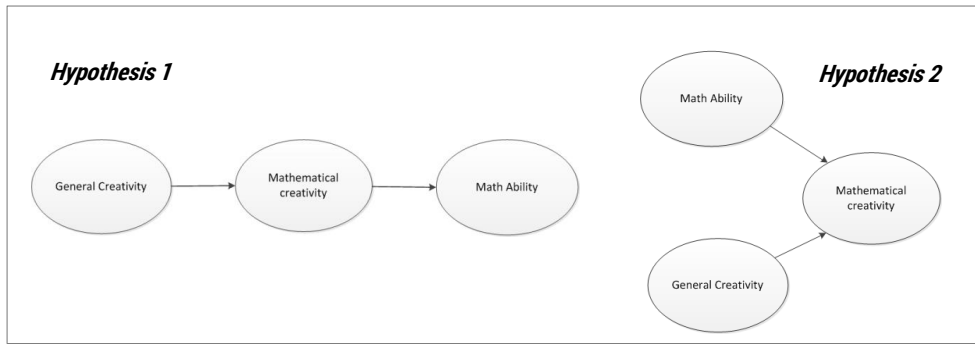 Hypothesis 1
General Creativity
Mathematical
creativity
Math Ability
Hypothesis 2
Math Ability
Mathematical
creativity
General Creativity